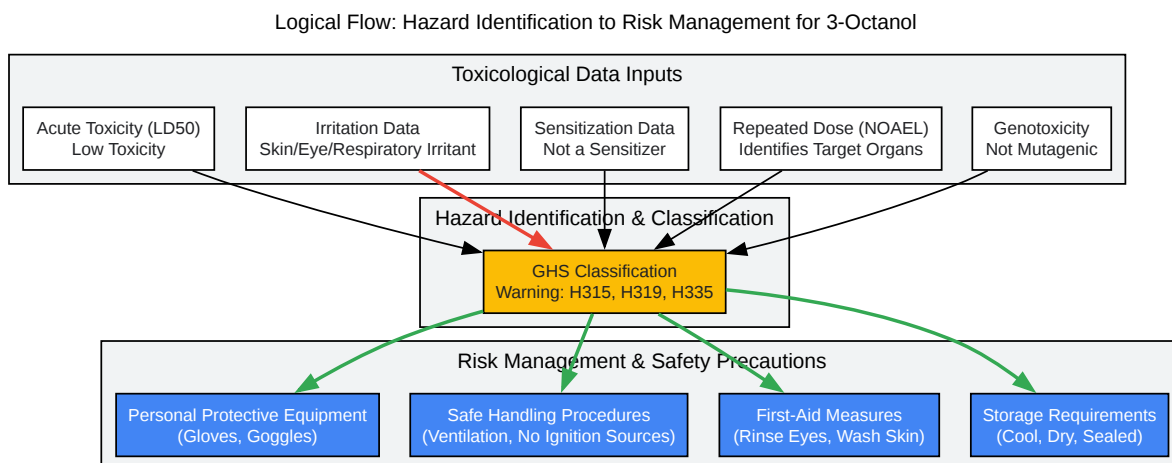 Logical Flow: Hazard Identification to Risk Management for 3-Octanol
Toxicological Data Inputs
Acute Toxicity (LD50)
Low Toxicity
Irritation Data
Skin/Eye/Respiratory Irritant
Sensitization Data
Not a Sensitizer
Repeated Dose (NOAEL)
Identifies Target Organs
Genotoxicity
Not Mutagenic
Hazard Identification & Classification
GHS Classification
Warning: H315, H319, H335
Risk Management & Safety Precautions
Personal Protective Equipment
(Gloves, Goggles)
Safe Handling Procedures
(Ventilation, No Ignition Sources)
First-Aid Measures
(Rinse Eyes, Wash Skin)
Storage Requirements
(Cool, Dry, Sealed)